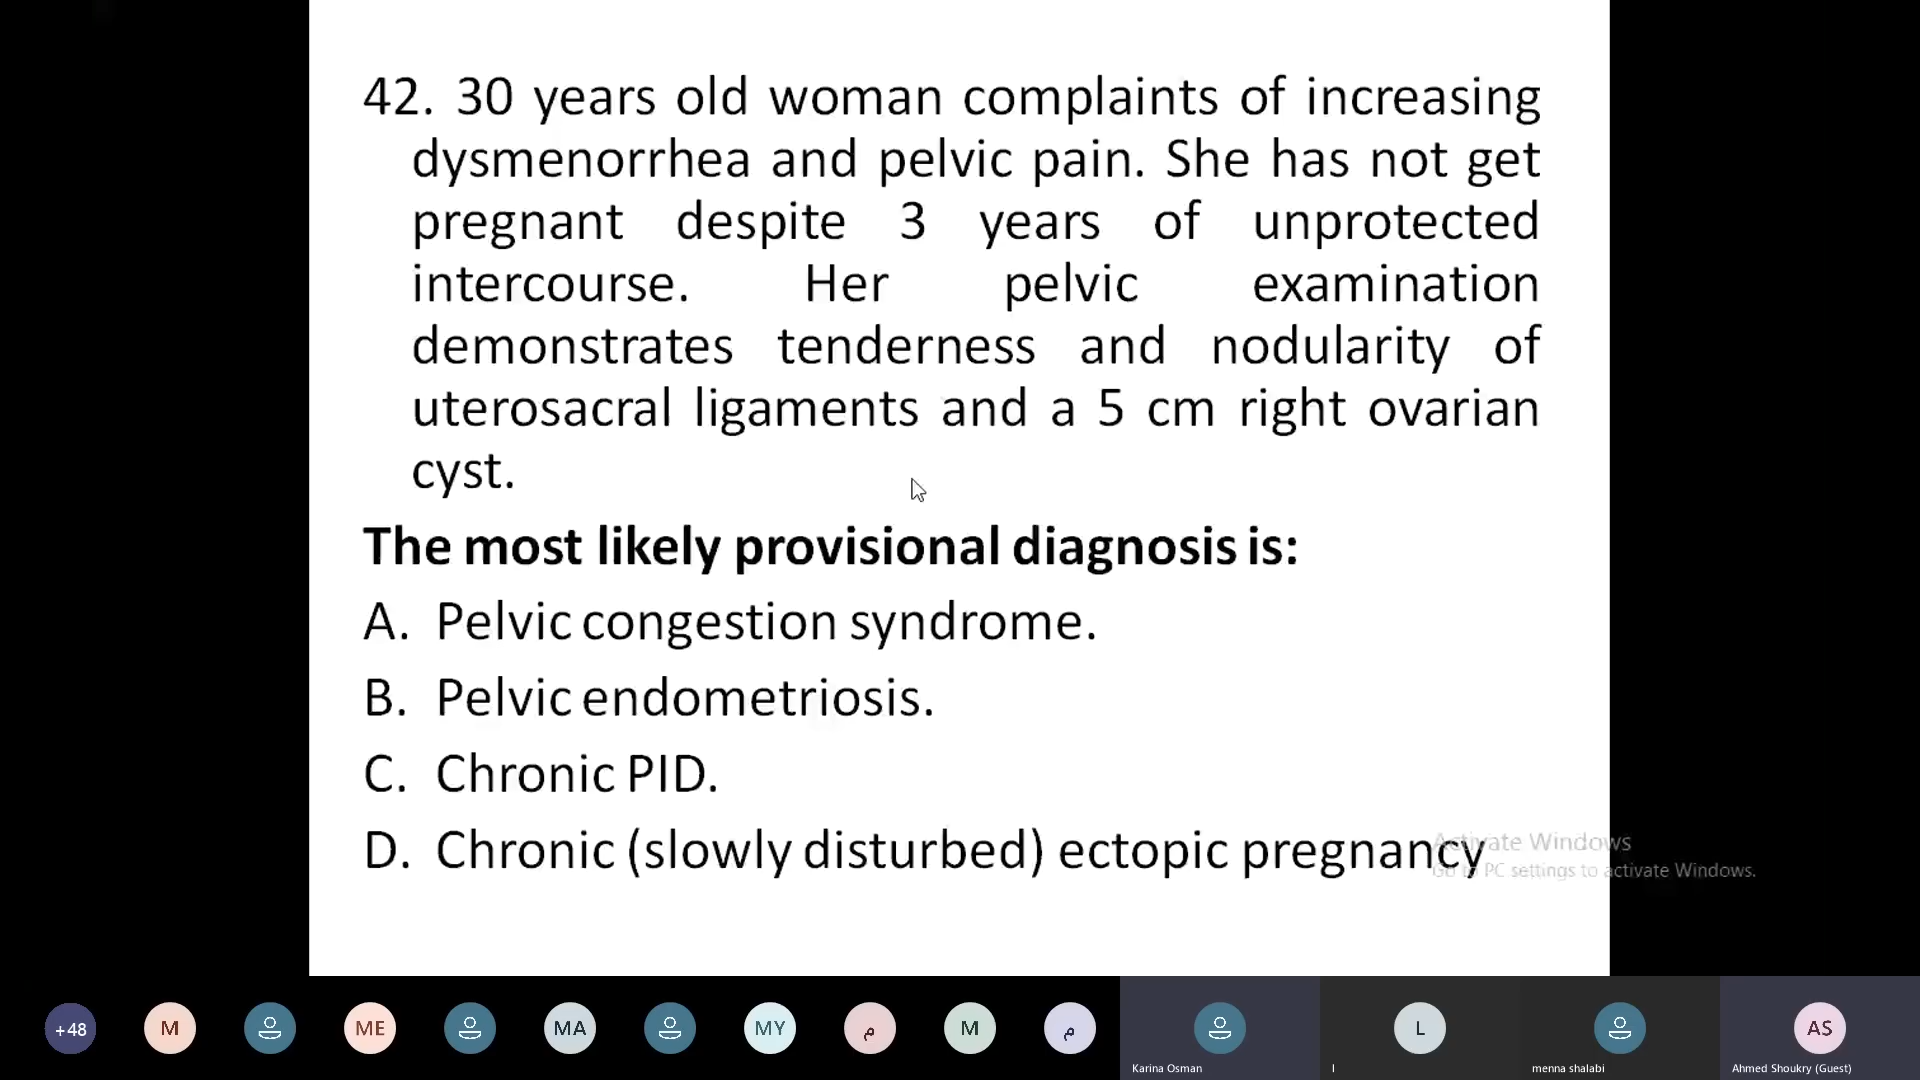 42. 30 years old woman complaints of increasing
dysmenorrhea and pelvic pain. She has not get
pregnant despite 3 years of unprotected
intercourse. Her pelvic examination
demonstrates tenderness and nodularity of
uterosacral ligaments and a 5 cm right ovarian
cyst.
The most likely provisional diagnosis is:
A. Pelvic congestion syndrome.
B. Pelvic endometriosis.
C. Chronic PID.
D. Chronic (slowly disturbed) ectopic pregnancy
Activate Windows
Go to PC settings to activate Windows.
+48 M ME MA MY م M م L AS
Karina Osman l menna shalabi Ahmed Shoukry (Guest)